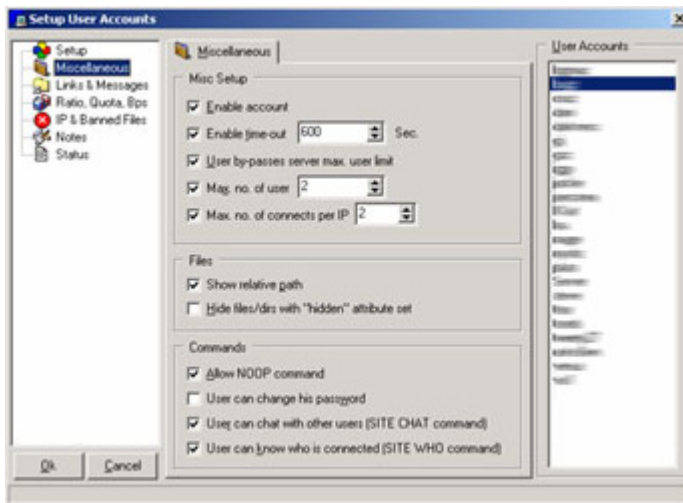 Setup User Accounts
Setup
Miscellaneous
Links & Messages
Ratio, Quota, Bps
IP & Banned Files
Notes
Status
Ok
Cancel
Miscellaneous
Misc Setup
Enable account
Enable time-out 600 Sec.
User by-passes server max. user limit
Max. no. of user 2
Max. no. of connects per IP 2
Files
Show relative path
Hide files/dirs with "hidden" attribute set
Commands
Allow NOOP command
User can change his password
User can chat with other users (SITE CHAT command)
User can know who is connected (SITE WHO command)
User Accounts